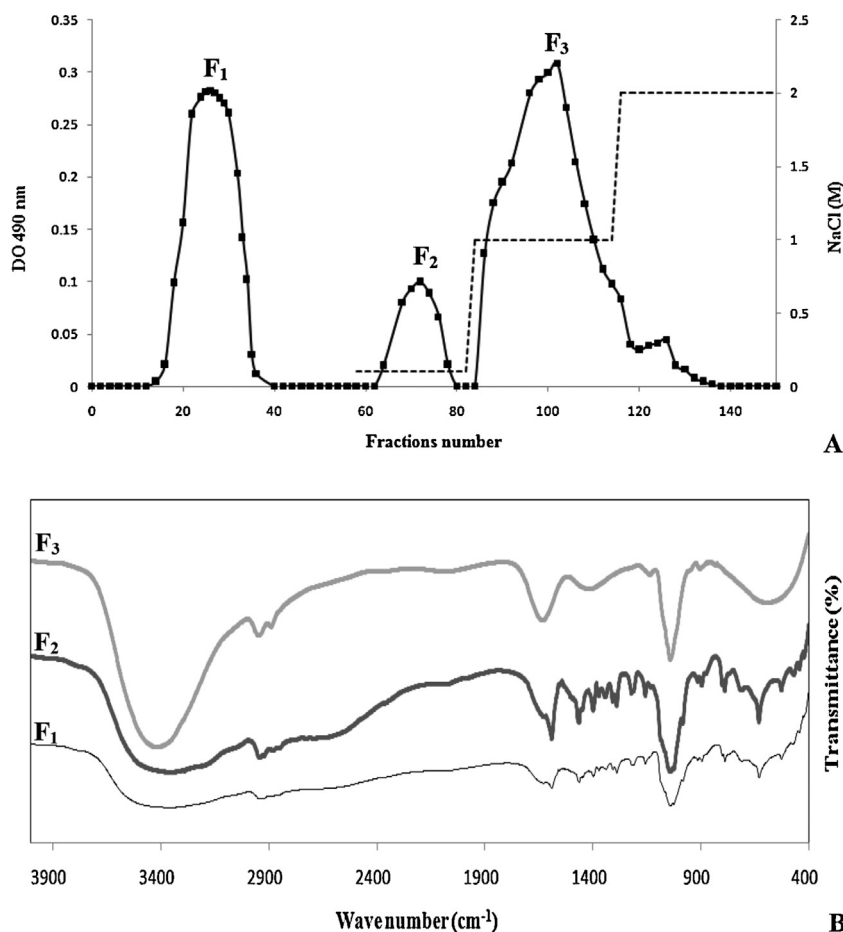 0.35
0.3
0.25
0.2
0.15
0.1
0.05
0
DO 490 nm
F1
F2
F3
2.5
2
1.5
1
0.5
0
NaCl (M)
0 20 40 60 80 100 120 140
Fractions number
A
F3
F2
F1
Transmittance (%)
3900 3400 2900 2400 1900 1400 900 400
Wave number (cm-1)
B